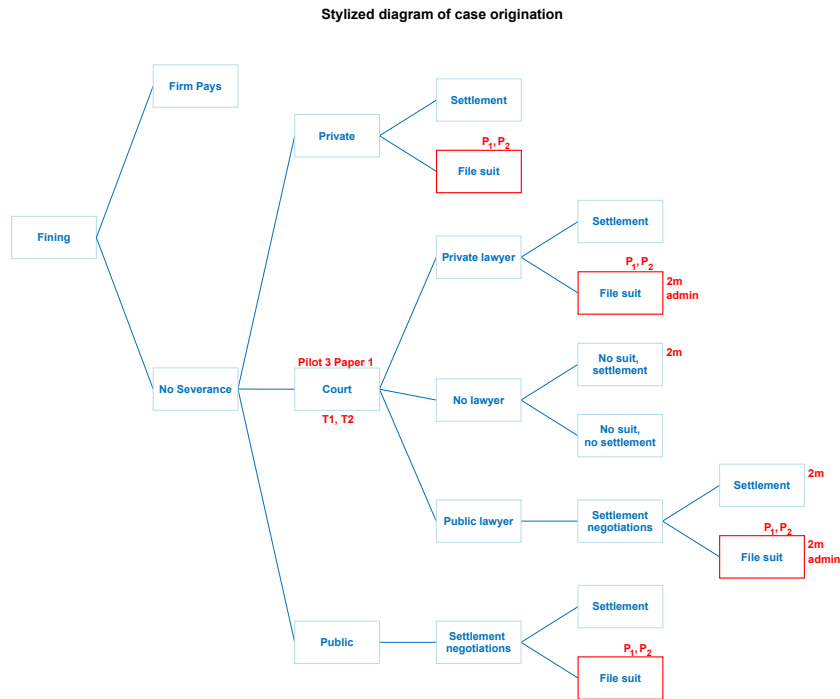 Stylized diagram of case origination
Firm Pays
Settlement
Private
P1, P2
File suit
Settlement
Fining
Private lawyer
P1, P2
File suit
2m
admin
Pilot 3 Paper 1
No suit,
settlement
2m
No Severance
Court
No lawyer
T1, T2
No suit,
no settlement
Settlement
2m
Public lawyer
Settlement
negotiations
P1, P2
File suit
2m
admin
Settlement
Public
Settlement
negotiations
P1, P2
File suit